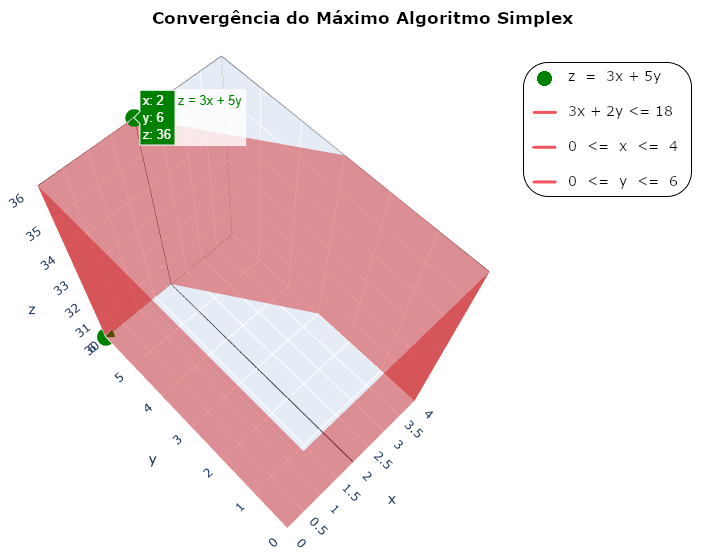 Convergência do Máximo Algoritmo Simplex
z = 3x + 5y
3x + 2y <= 18
0 <= x <= 4
0 <= y <= 6
x: 2
y: 6
z: 36
z = 3x + 5y
36
35
34
33
32
31
30
z
6
5
4
3
2
1
0
y
0
0.5
1
1.5
2
2.5
3
3.5
4
x